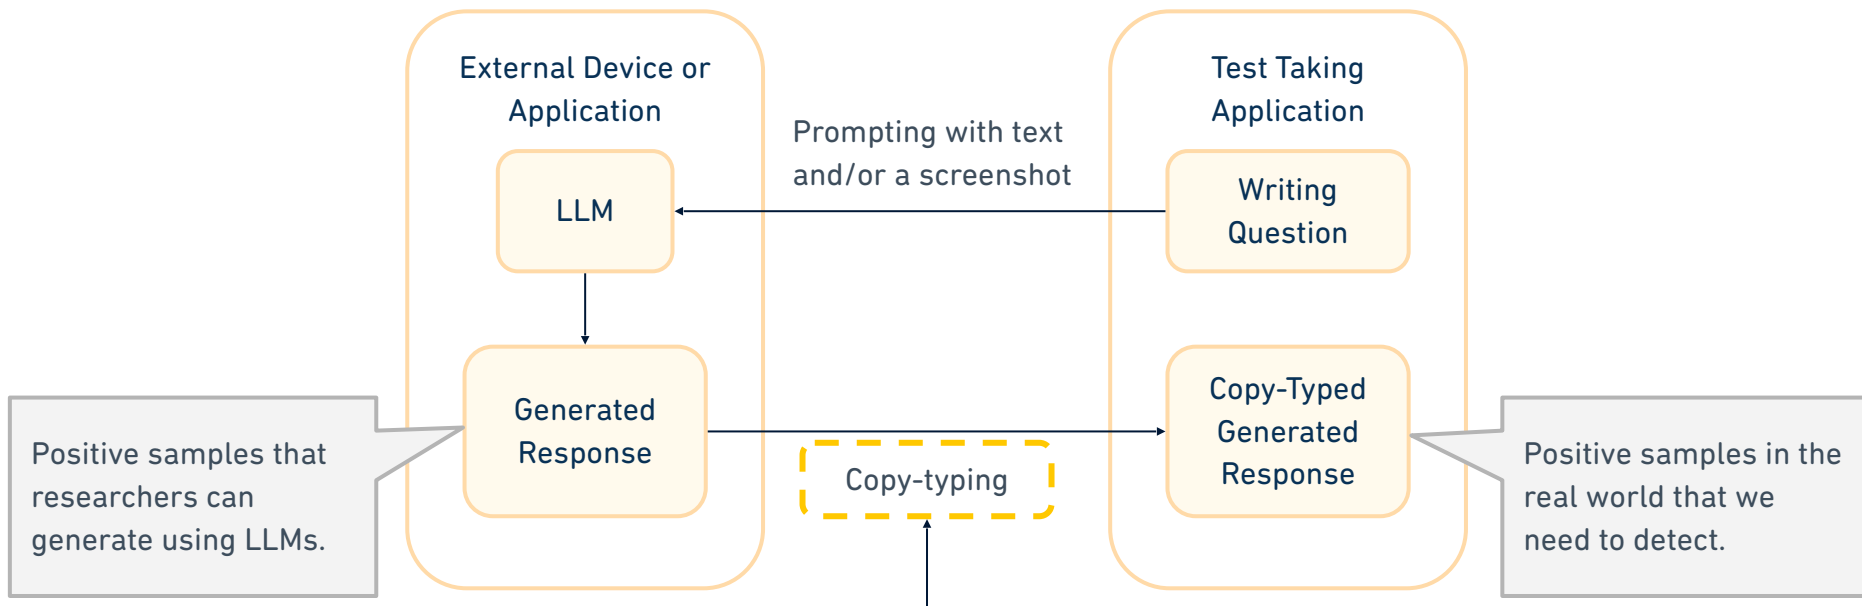 External Device or
Application
LLM
Generated
Response
Prompting with text
and/or a screenshot
Copy-typing
Test Taking
Application
Writing
Question
Copy-Typed
Generated
Response
Positive samples that
researchers can
generate using LLMs.
Positive samples in the
real world that we
need to detect.